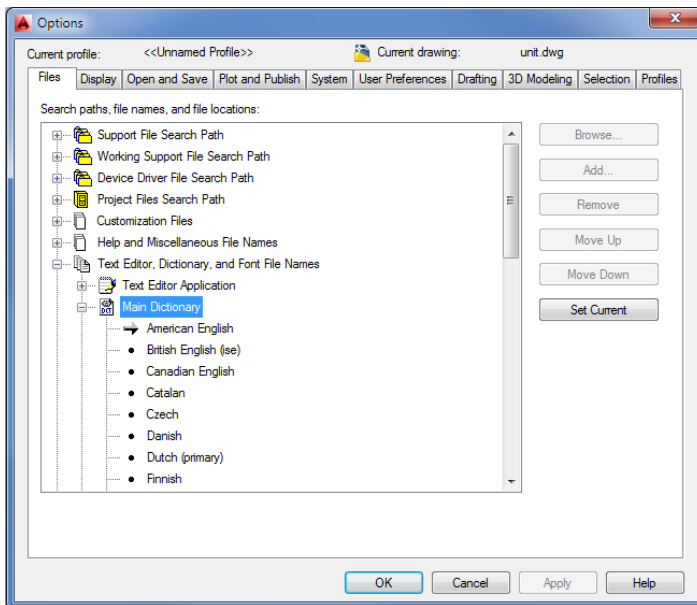 Options
Current profile: <<Unnamed Profile>> Current drawing: unit.dwg
Files Display Open and Save Plot and Publish System User Preferences Drafting 3D Modeling Selection Profiles
Search paths, file names, and file locations:
Support File Search Path
Working Support File Search Path
Device Driver File Search Path
Project Files Search Path
Customization Files
Help and Miscellaneous File Names
Text Editor, Dictionary, and Font File Names
Text Editor Application
Main Dictionary
American English
British English (ise)
Canadian English
Catalan
Czech
Danish
Dutch (primary)
Finnish
Browse...
Add...
Remove
Move Up
Move Down
Set Current
OK Cancel Apply Help